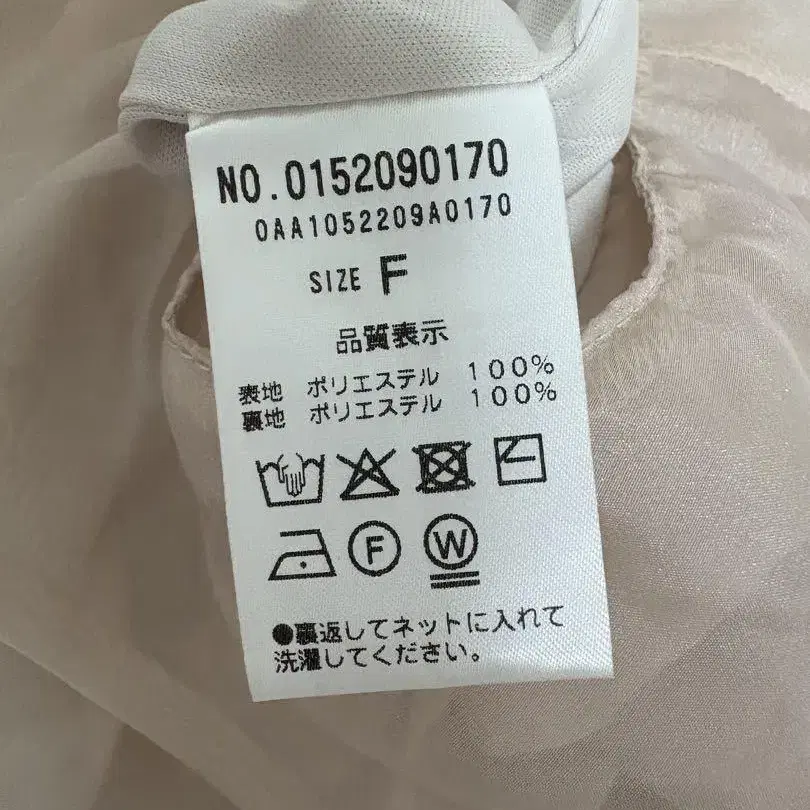 NO.0152090170
0AA1052209A0170
SIZE F
品質表示
表地 ポリエステル 100%
裏地 ポリエステル 100%
F W
●裏返してネットに入れて
洗濯してください。